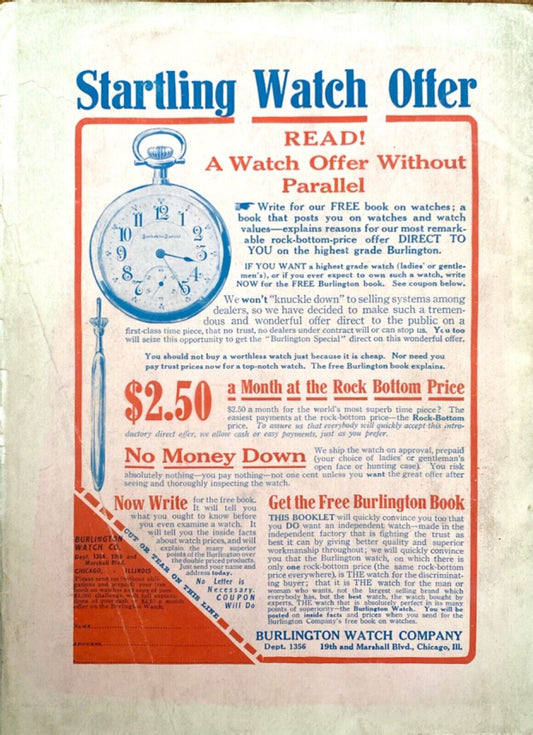 Startling Watch Offer
READ!
A Watch Offer Without
Parallel
Write for our FREE book on watches; a
book that posts you on watches and watch
values—explains reasons for our most remark-
able rock-bottom-price offer DIRECT TO
YOU on the highest grade Burlington.
IF YOU WANT a highest grade watch (ladies' or gentle-
men's), or if you ever expect to own such a watch, write
NOW for the FREE Burlington book. See coupon below.
We won't "knuckle down" to selling systems among
dealers, so we have decided to make such a tremen-
dous and wonderful offer direct to the public on a
first-class time piece, that no trust, no dealers under contract will or can stop us. You too
will seize this opportunity to get the "Burlington Special" direct on this wonderful offer.
You should not buy a worthless watch just because it is cheap. Nor need you
pay trust prices now for a top-notch watch. The free Burlington book explains.
$2.50 a Month at the Rock Bottom Price
$2.50 a month for the world's most superb time piece? The
easiest payments at the rock-bottom price—the Rock-Bottom
price. To assure us that everybody will quickly accept this intro-
ductory direct offer, we allow cash or easy payments, just as you prefer.
No Money Down We ship the watch on approval, prepaid
(your choice of ladies' or gentleman's
open face or hunting case). You risk
absolutely nothing—you pay nothing—not one cent unless you want the great offer after
seeing and thoroughly inspecting the watch.
Now Write for the free book.
It will tell you
what you ought to know before
you even examine a watch. It
will tell you the inside facts
about watch prices, and will
explain the many superior
points of the Burlington over
the double priced products.
Just send your name and
address today.
No Letter is
Necessary.
COUPON
Will Do
Get the Free Burlington Book
THIS BOOKLET will quickly convince you too that
you DO want an independent watch—made in the
independent factory that is fighting the trust as
best it can by giving better quality and superior
workmanship throughout; we will quickly convince
you that the Burlington Watch, on which there is
only one rock-bottom price (the same rock-bottom
price everywhere), is THE watch for the discriminat-
ing buyer; that it is THE watch for the man or
woman who wants, not the largest selling brand which
everybody has, but the best watch, the watch bought by
experts, THE watch that is absolutely perfect in its many
points of superiority—the Burlington Watch. You will be
posted on inside facts and prices when you send for the
Burlington Company's free book on watches.
BURLINGTON WATCH COMPANY
Dept. 1356 19th and Marshall Blvd., Chicago, Ill.
CUT OR TEAR ON THIS LINE
BURLINGTON
WATCH CO.
Dept. 1356, 19th and
Marshall Blvd.
CHICAGO, ILLINOIS
Please send me (without obli-
gations and prepaid) your free
book on watches and copy of your
NAME
ADDRESS